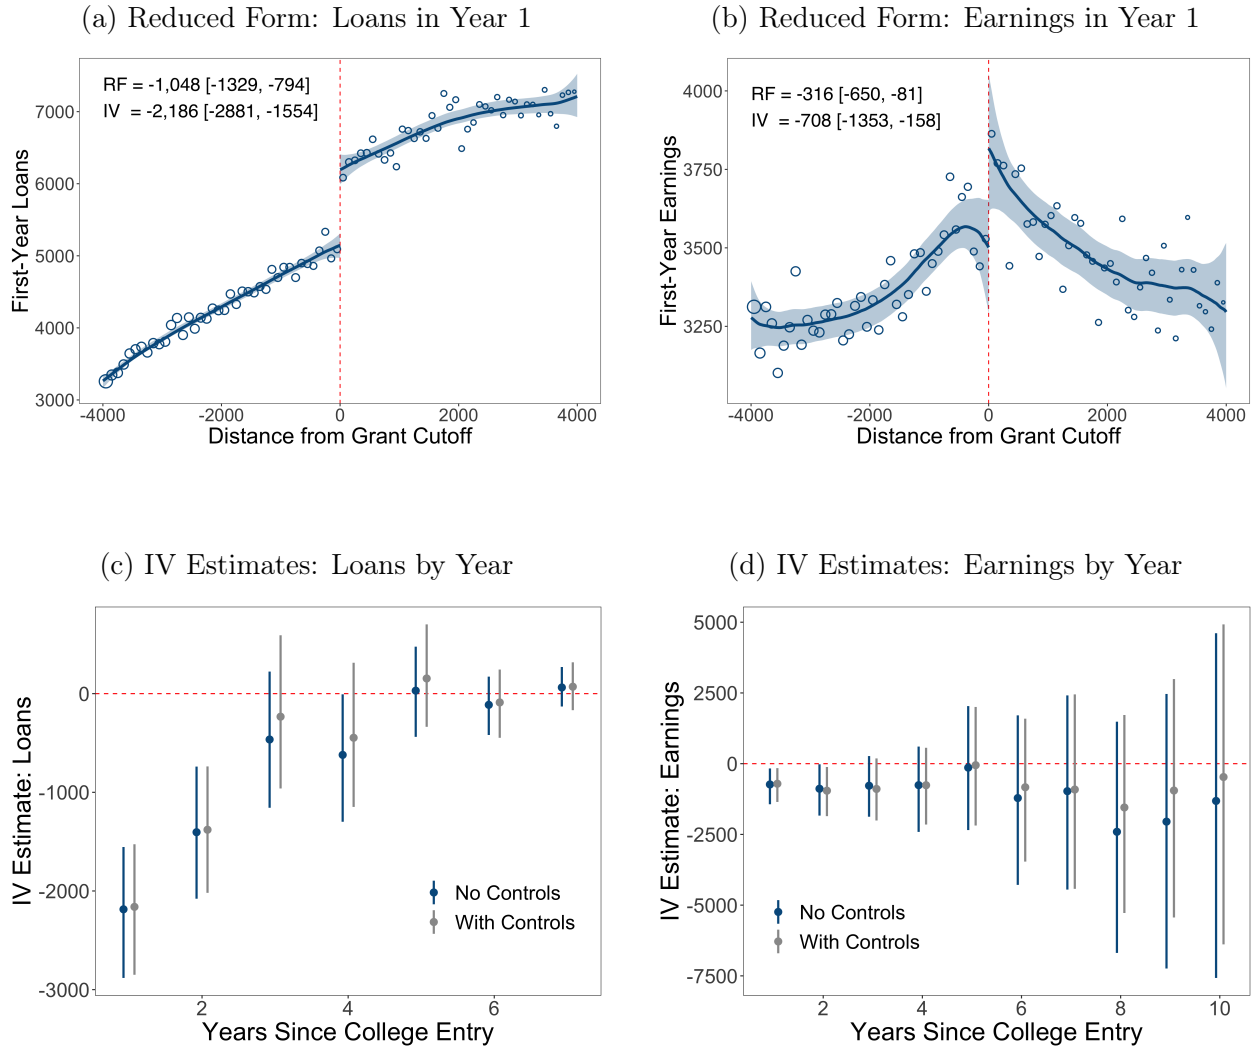 (a) Reduced Form: Loans in Year 1
RF = -1,048 [-1329, -794]
IV = -2,186 [-2881, -1554]
First-Year Loans
7000
6000
5000
4000
3000
-4000 -2000 0 2000 4000
Distance from Grant Cutoff
(b) Reduced Form: Earnings in Year 1
RF = -316 [-650, -81]
IV = -708 [-1353, -158]
First-Year Earnings
4000
3750
3500
3250
-4000 -2000 0 2000 4000
Distance from Grant Cutoff
(c) IV Estimates: Loans by Year
IV Estimate: Loans
0
-1000
-2000
-3000
No Controls
With Controls
2 4 6
Years Since College Entry
(d) IV Estimates: Earnings by Year
IV Estimate: Earnings
5000
2500
0
-2500
-5000
-7500
No Controls
With Controls
2 4 6 8 10
Years Since College Entry